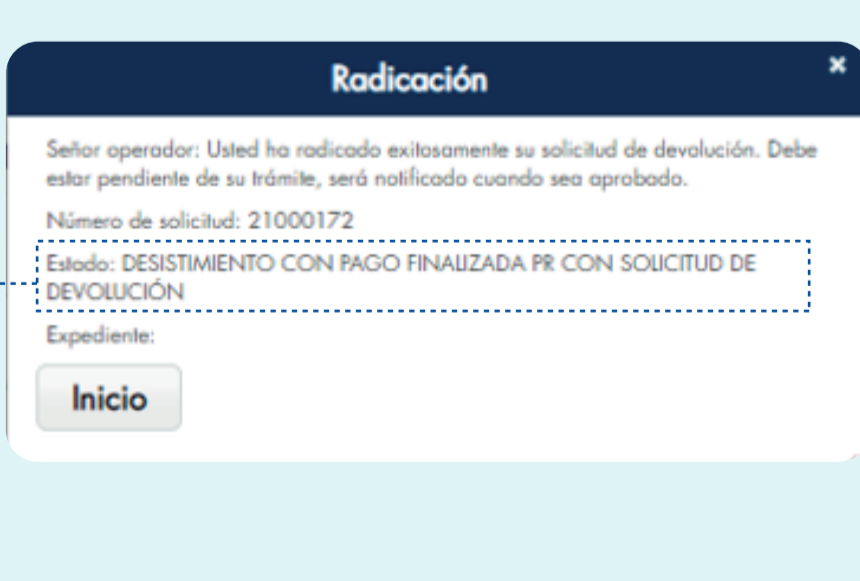 Radicación
Señor operador: Usted ha radicado exitosamente su solicitud de devolución. Debe
estar pendiente de su trámite, será notificado cuando sea aprobado.
Número de solicitud: 21000172
Estado: DESISTIMIENTO CON PAGO FINALIZADA PR CON SOLICITUD DE
DEVOLUCIÓN
Expediente:
Inicio